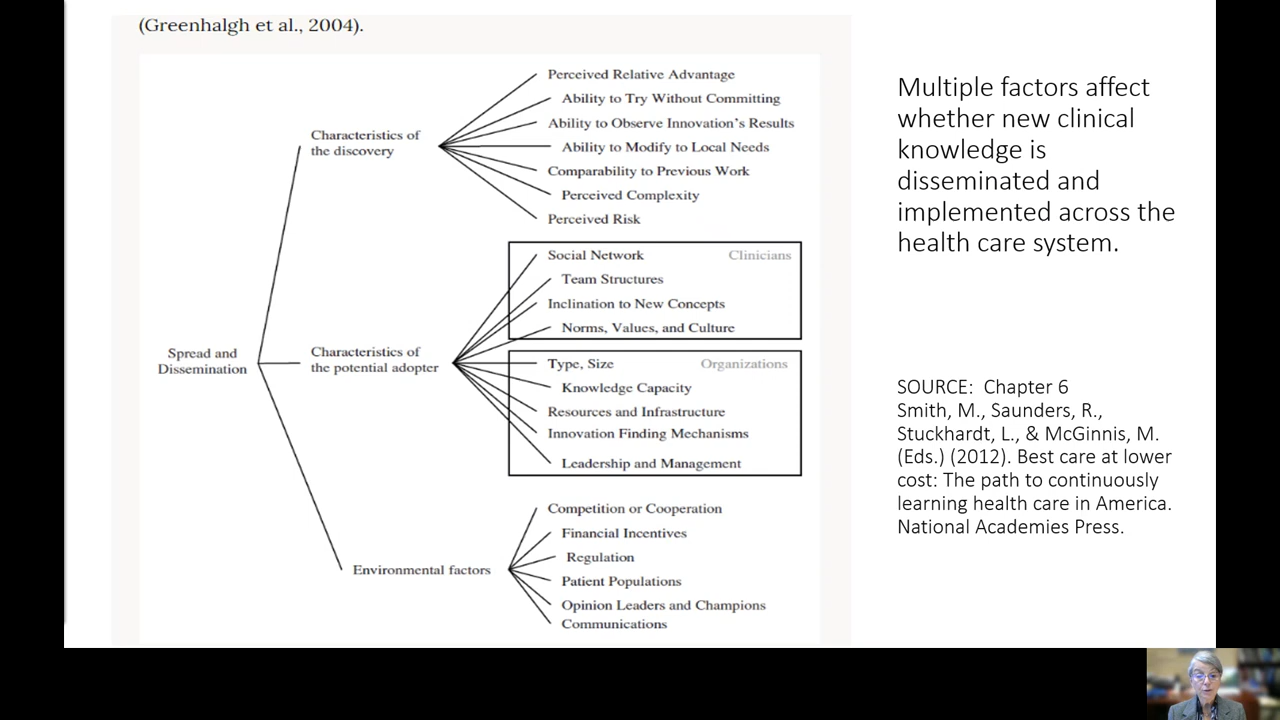 (Greenhalgh et al., 2004).
Perceived Relative Advantage
Ability to Try Without Committing
Characteristics of
the discovery
Ability to Observe Innovation's Results
Ability to Modify to Local Needs
Comparability to Previous Work
Perceived Complexity
Perceived Risk
Social Network
Clinicians
Team Structures
Inclination to New Concepts
Norms, Values, and Culture
Spread and
Dissemination
Characteristics of
the potential adopter
Type, Size
Organizations
Knowledge Capacity
Resources and Infrastructure
Innovation Finding Mechanisms
Leadership and Management
Competition or Cooperation
Financial Incentives
Regulation
Environmental factors
Patient Populations
Opinion Leaders and Champions
Communications
Multiple factors affect
whether new clinical
knowledge is
disseminated and
implemented across the
health care system.
SOURCE:  Chapter 6
Smith, M., Saunders, R.,
Stuckhardt, L., & McGinnis, M.
(Eds.) (2012). Best care at lower
cost: The path to continuously
learning health care in America.
National Academies Press.